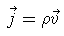 j⃗ = ρv⃗